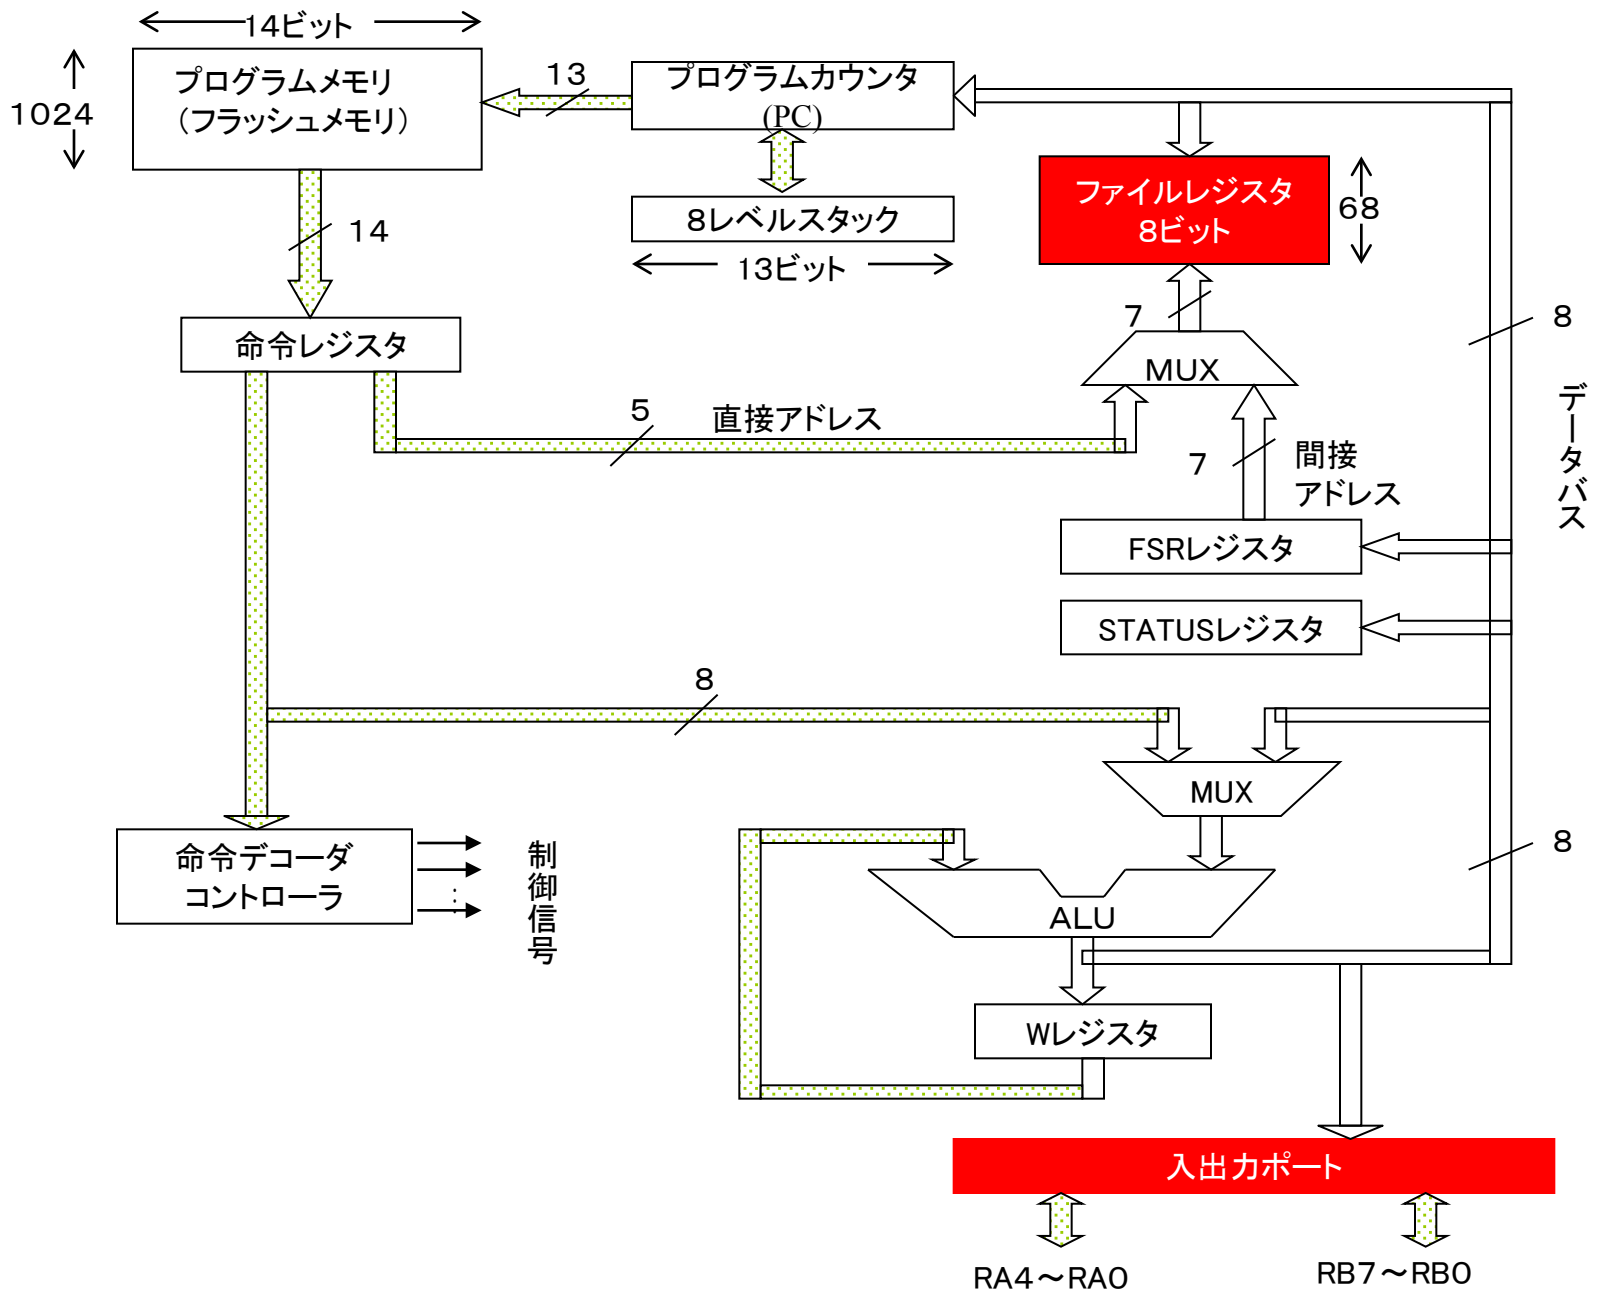 14ビット
プログラムメモリ
（フラッシュメモリ）
1024
13
プログラムカウンタ
(PC)
8レベルスタック
13ビット
ファイルレジスタ
8ビット
68
14
命令レジスタ
7
MUX
8
データバス
5
直接アドレス
7
間接
アドレス
FSRレジスタ
STATUSレジスタ
8
MUX
8
命令デコーダ
コントローラ
制御信号
ALU
Wレジスタ
入出力ポート
RA4～RA0
RB7～RB0